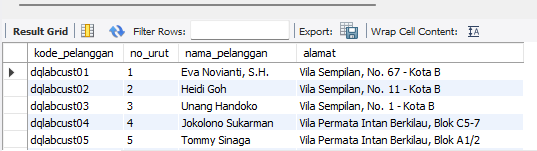 Result Grid Filter Rows: Export: Wrap Cell Content:
kode_pelanggan no_urut nama_pelanggan alamat
dqlabcust01 1 Eva Novianti, S.H. Vila Sempilan, No. 67 - Kota B
dqlabcust02 2 Heidi Goh Vila Sempilan, No. 11 - Kota B
dqlabcust03 3 Unang Handoko Vila Sempilan, No. 1 - Kota B
dqlabcust04 4 Jokolono Sukarman Vila Permata Intan Berkilau, Blok C5-7
dqlabcust05 5 Tommy Sinaga Vila Permata Intan Berkilau, Blok A1/2